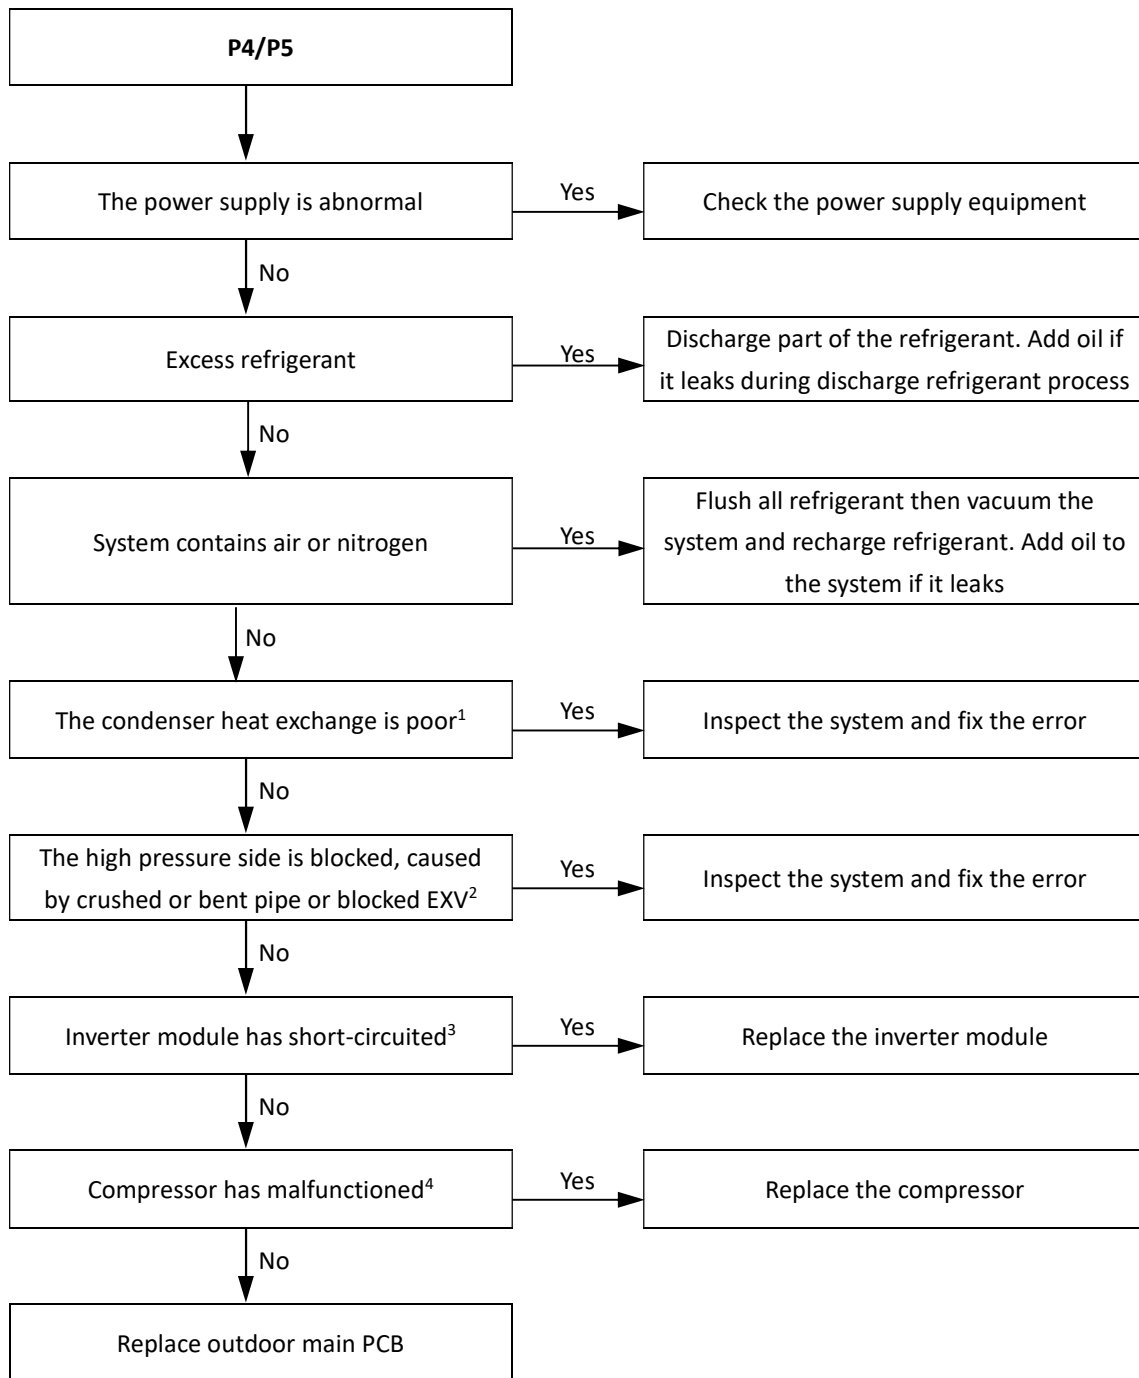 P4/P5
The power supply is abnormal
Yes
Check the power supply equipment
No
Excess refrigerant
Yes
Discharge part of the refrigerant. Add oil if
it leaks during discharge refrigerant process
No
System contains air or nitrogen
Yes
Flush all refrigerant then vacuum the
system and recharge refrigerant. Add oil to
the system if it leaks
No
The condenser heat exchange is poor¹
Yes
Inspect the system and fix the error
No
The high pressure side is blocked, caused
by crushed or bent pipe or blocked EXV²
Yes
Inspect the system and fix the error
No
Inverter module has short-circuited³
Yes
Replace the inverter module
No
Compressor has malfunctioned⁴
Yes
Replace the compressor
No
Replace outdoor main PCB